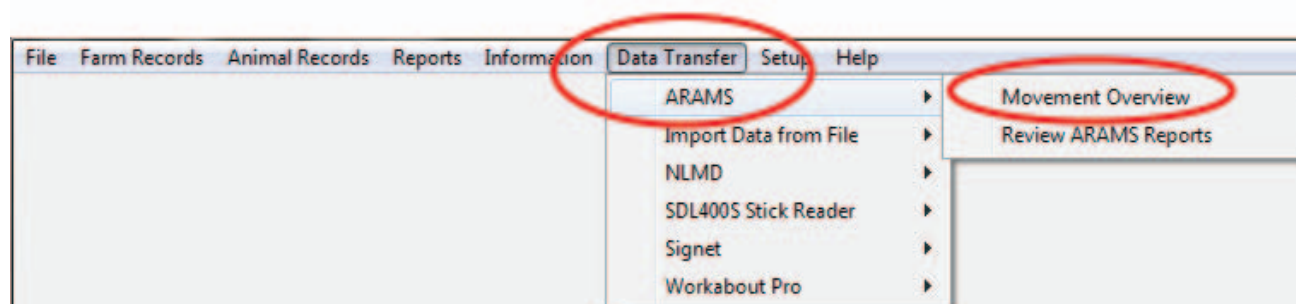 File Farm Records Animal Records Reports Information Data Transfer Setup Help
ARAMS Movement Overview
Import Data from File Review ARAMS Reports
NLMD
SDL400S Stick Reader
Signet
Workabout Pro